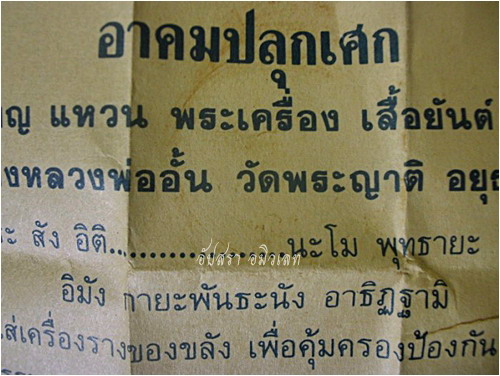 อาคมปลุกเศก
ญ แหวน พระเครื่อง เสื้อยันต์
งหลวงพ่ออั้น วัดพระญาติ อยุธ
ะ สัง อิติ..................นะโม พุทธายะ
อัปสรา อมิวเดท
อิมัง กายะพันธะนัง อาธิฏฐามิ
ส่เครื่องรางของขลัง เพื่อคุ้มครองป้องกัน